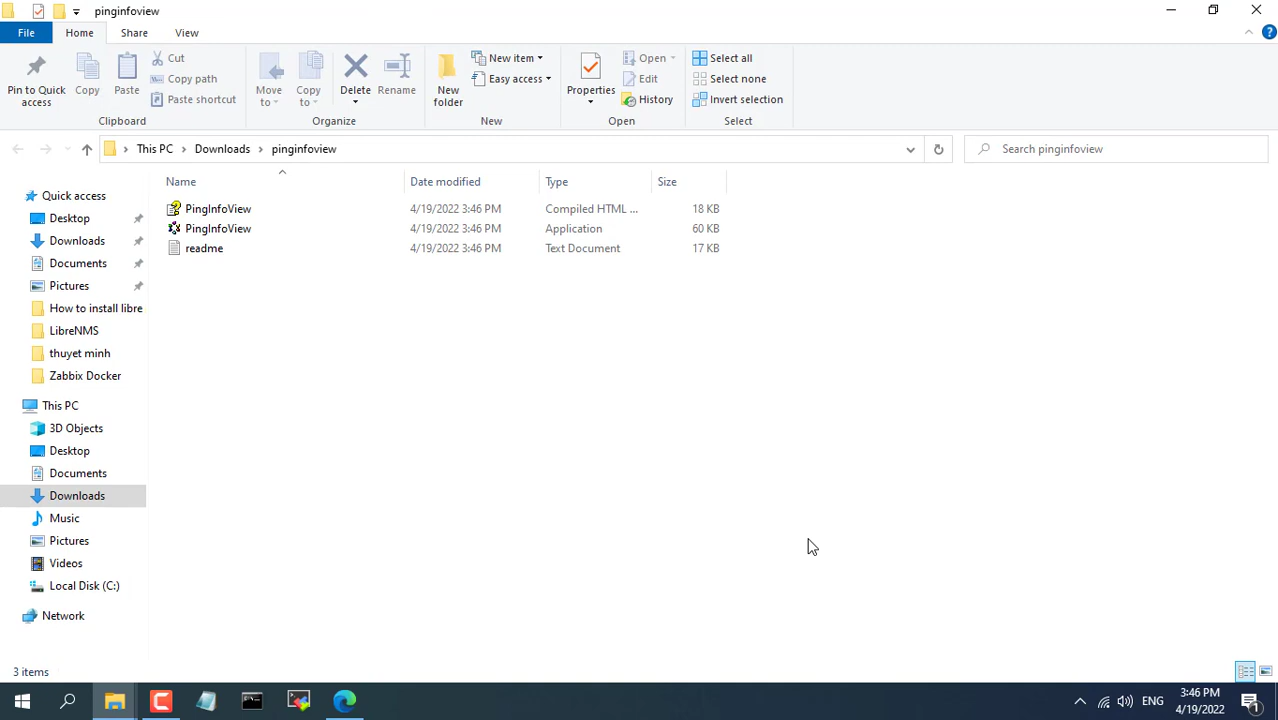 pinginfoview
File Home Share View
Pin to Quick access
Copy
Paste
Cut
Copy path
Paste shortcut
Clipboard
Move to
Copy to
Delete
Rename
Organize
New folder
New item
Easy access
New
Properties
Open
Edit
History
Open
Select all
Select none
Invert selection
Select
This PC Downloads pinginfoview
Search pinginfoview
Name Date modified Type Size
PingInfoView 4/19/2022 3:46 PM Compiled HTML ... 18 KB
PingInfoView 4/19/2022 3:46 PM Application 60 KB
readme 4/19/2022 3:46 PM Text Document 17 KB
Quick access
Desktop
Downloads
Documents
Pictures
How to install libre
LibreNMS
thuyet minh
Zabbix Docker
This PC
3D Objects
Desktop
Documents
Downloads
Music
Pictures
Videos
Local Disk (C:)
Network
3 items
ENG
3:46 PM
4/19/2022
1